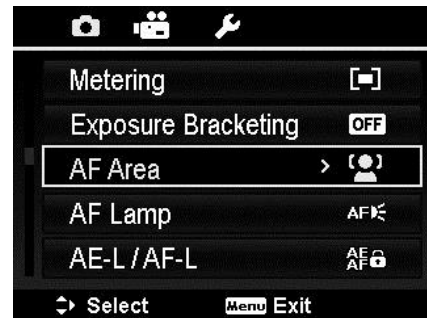 Metering
Exposure Bracketing OFF
AF Area
AF Lamp AF
AE-L / AF-L AE AF
Select Menu Exit